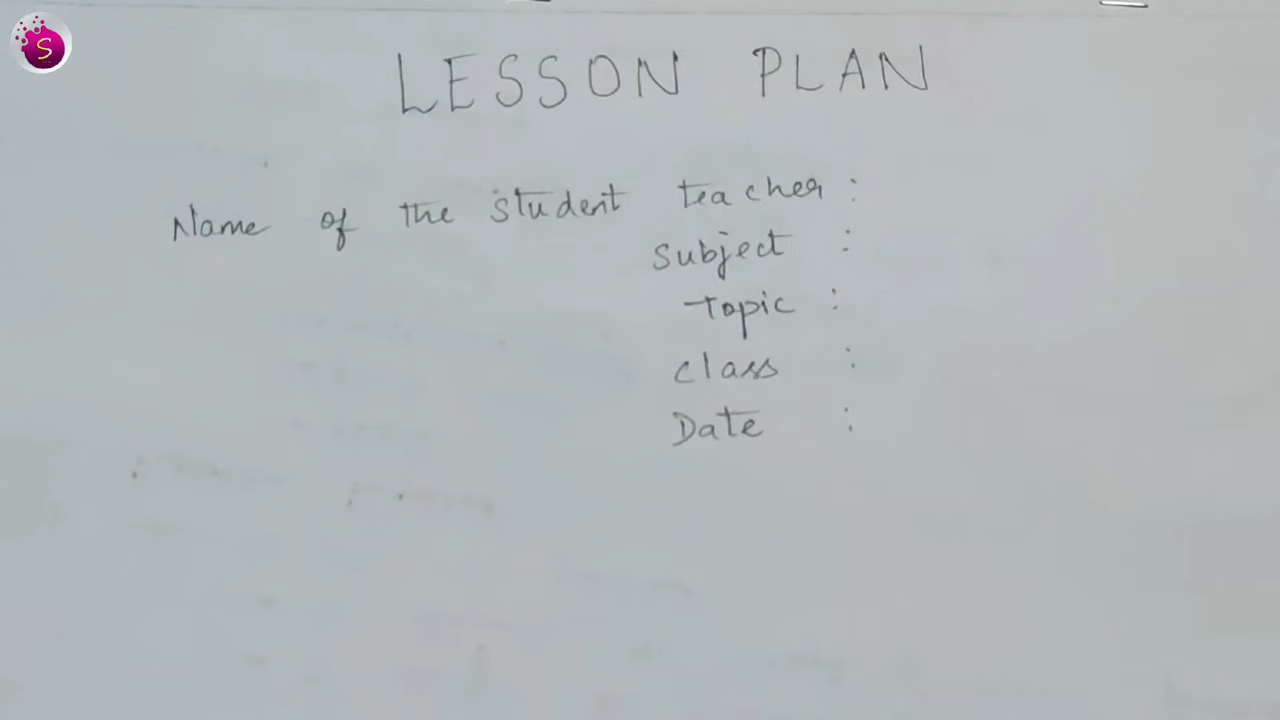 S
LESSON PLAN
Name of the student teacher :
Subject :
Topic :
Class :
Date :